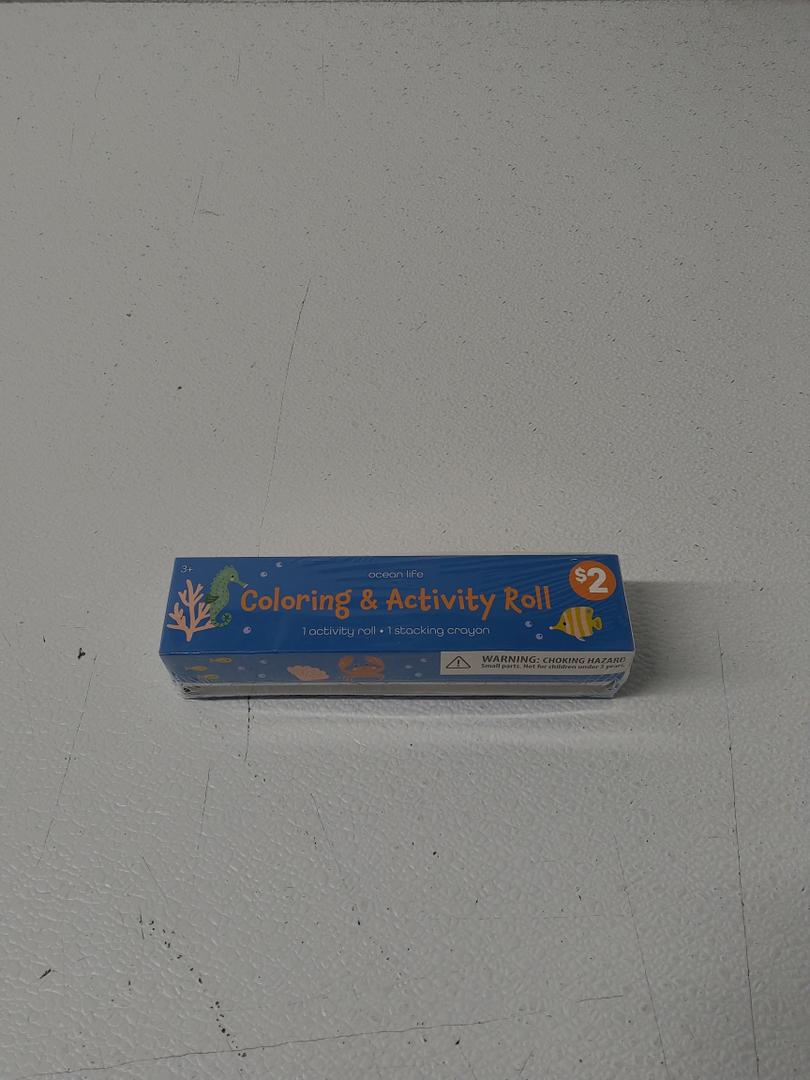 3+
ocean life
$2
Coloring & Activity Roll
1 activity roll • 1 stacking crayon
WARNING: CHOKING HAZARD
Small parts. Not for children under 3 years.